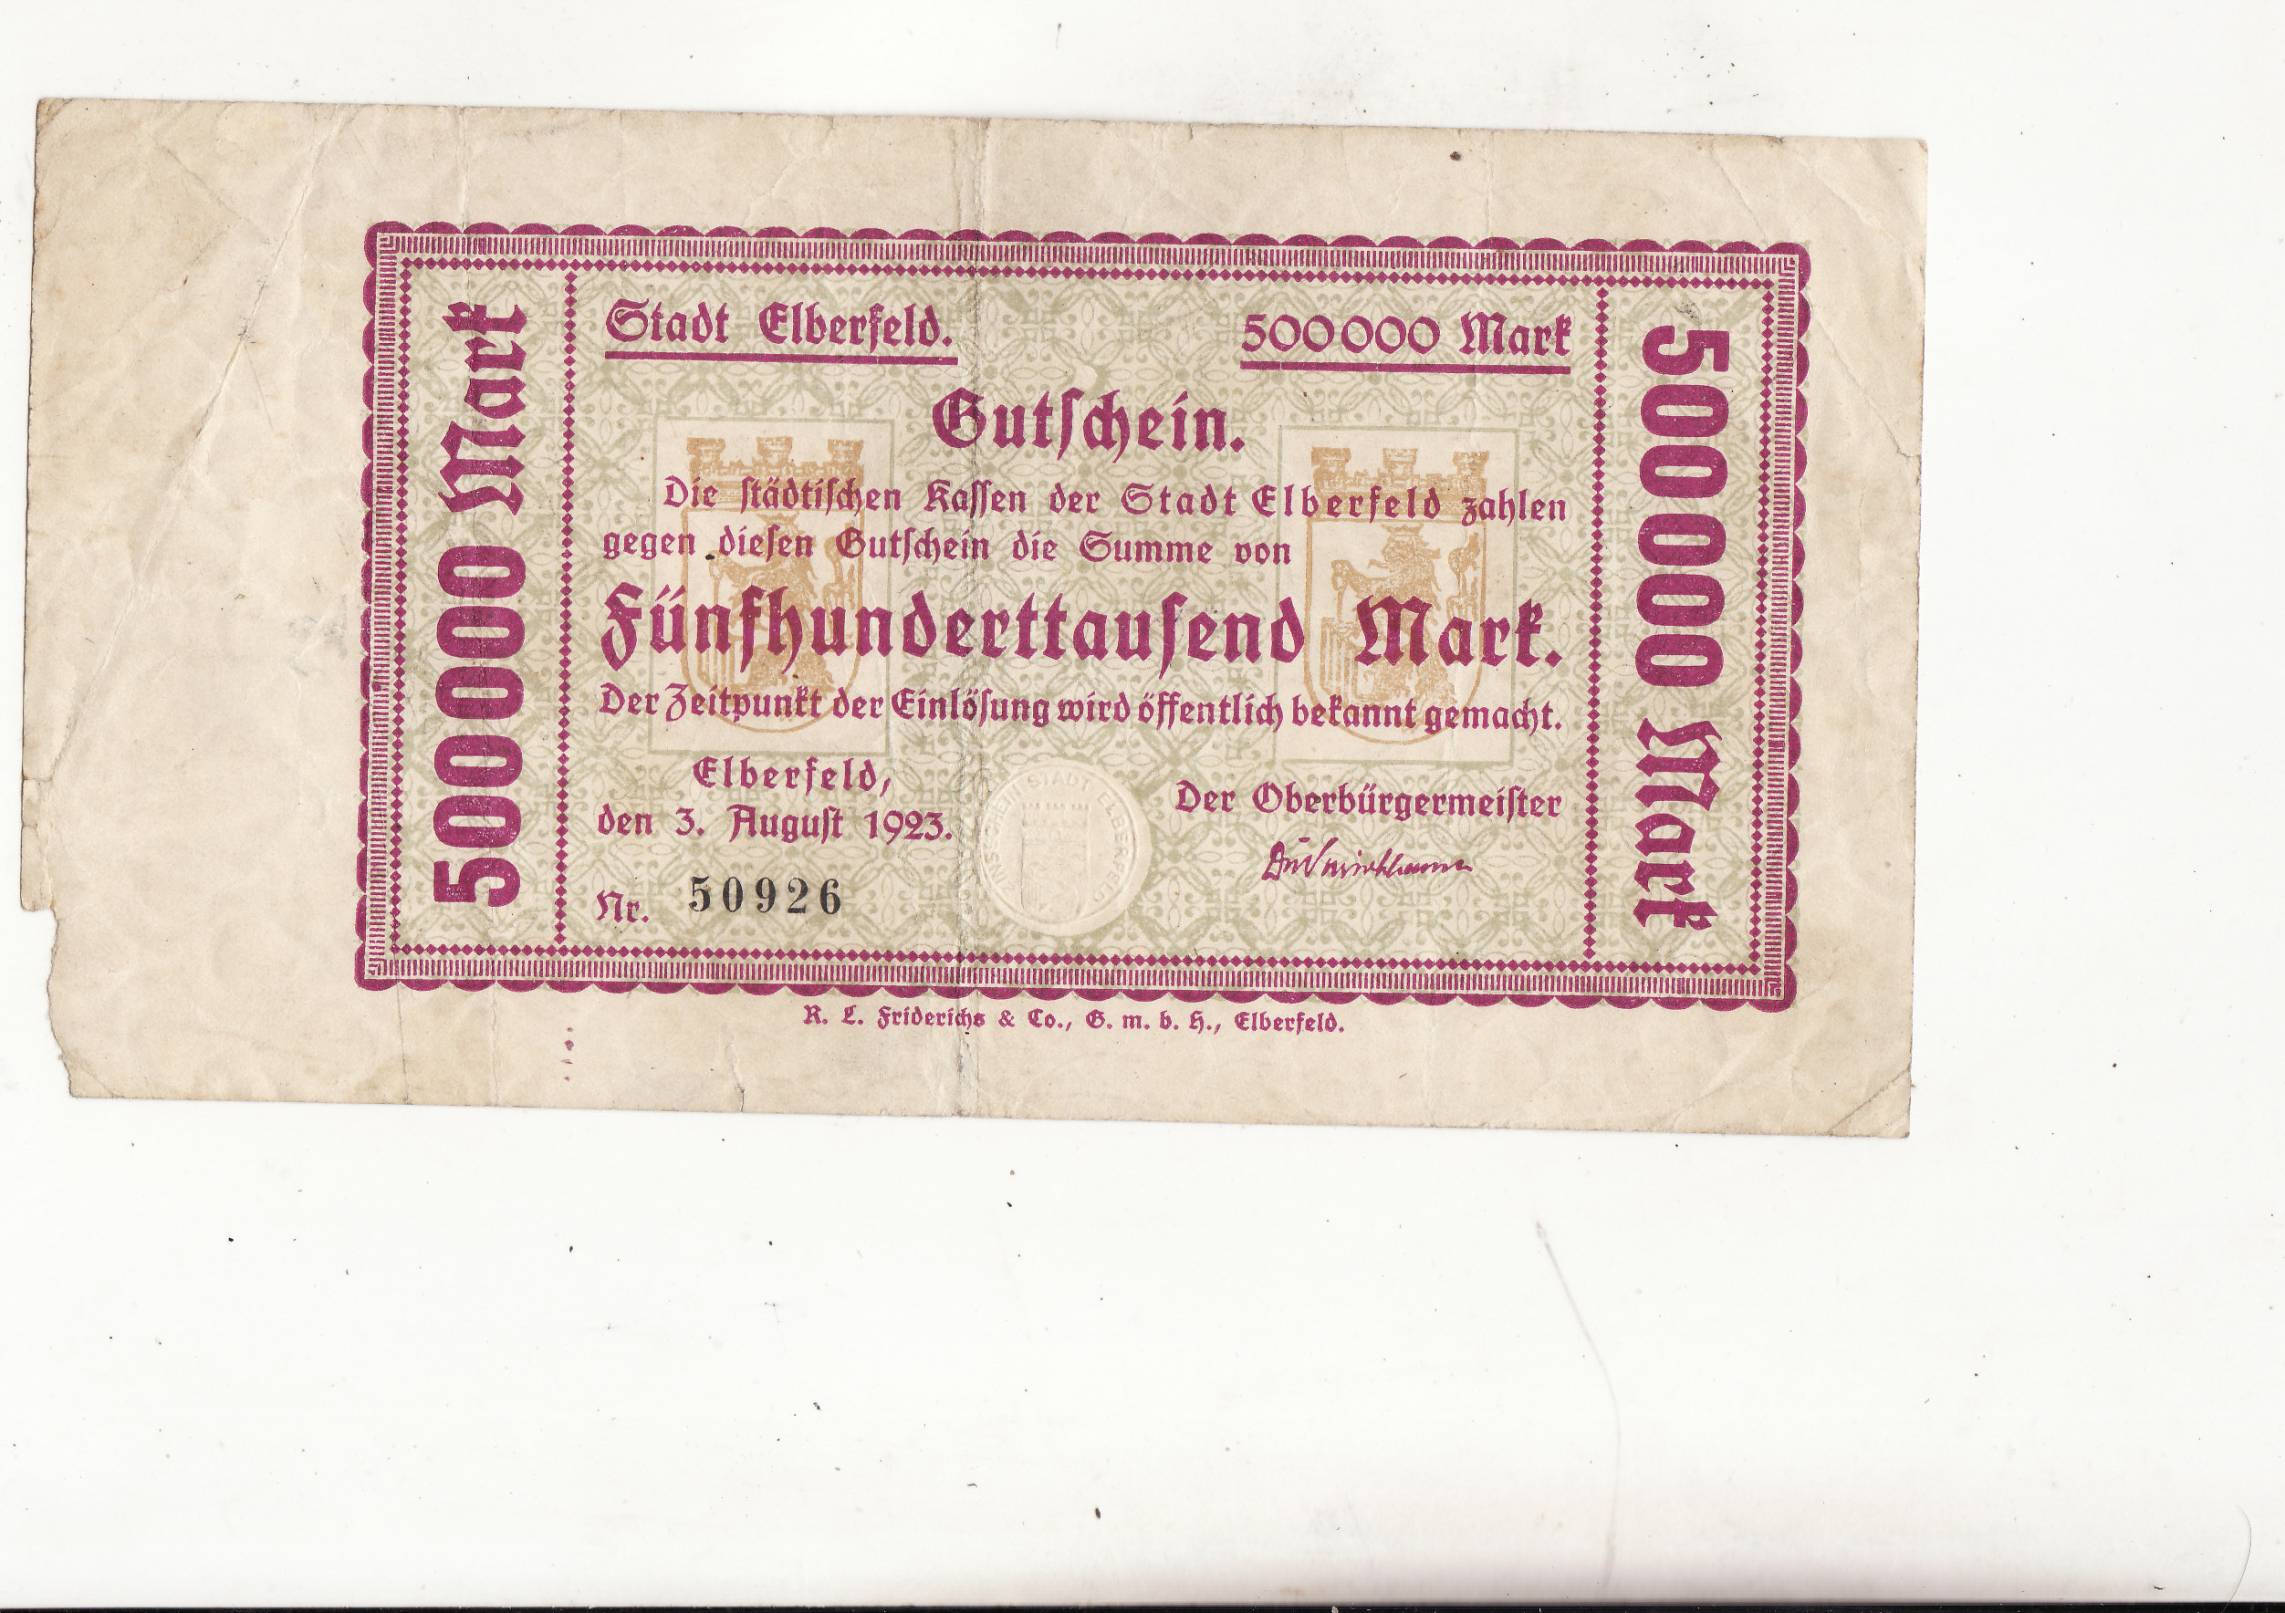 500000 Mark
Stadt Elberfeld.
500000 Mark
Gutschein.
Die städtischen Kassen der Stadt Elberfeld zahlen
gegen diesen Gutschein die Summe von
Fünfhunderttausend Mark.
Der Zeitpunkt der Einlösung wird öffentlich bekannt gemacht.
Elberfeld,
den 3. August 1923.
Nr. 50926
STADT ELBERFELD
Der Oberbürgermeister
500000 Mark
R. L. Friderichs & Co., G. m. b. H., Elberfeld.